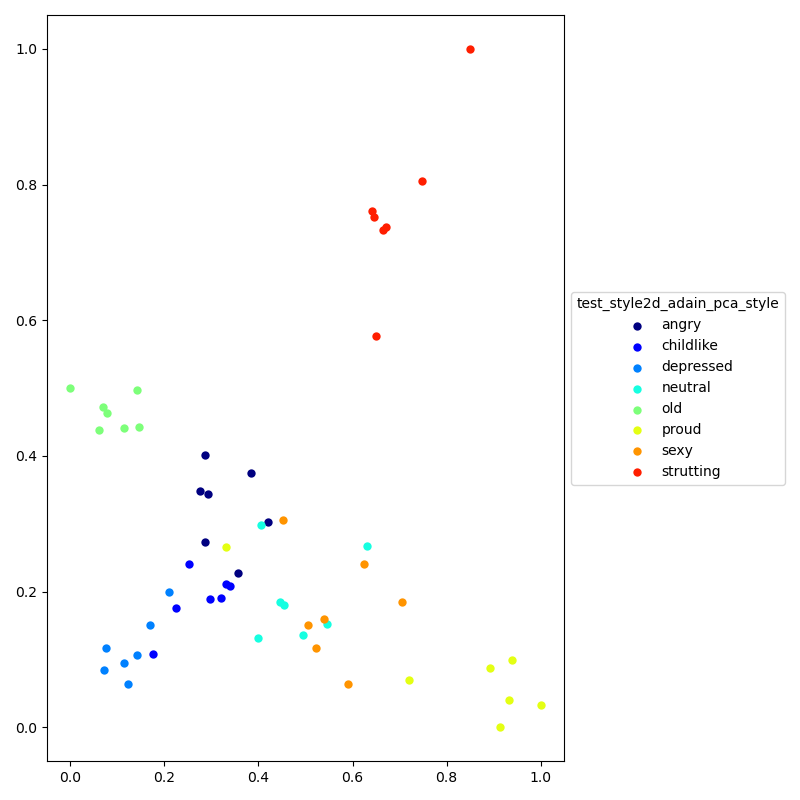 1.0
0.8
0.6
0.4
0.2
0.0
0.0 0.2 0.4 0.6 0.8 1.0
test_style2d_adain_pca_style
angry
childlike
depressed
neutral
old
proud
sexy
strutting